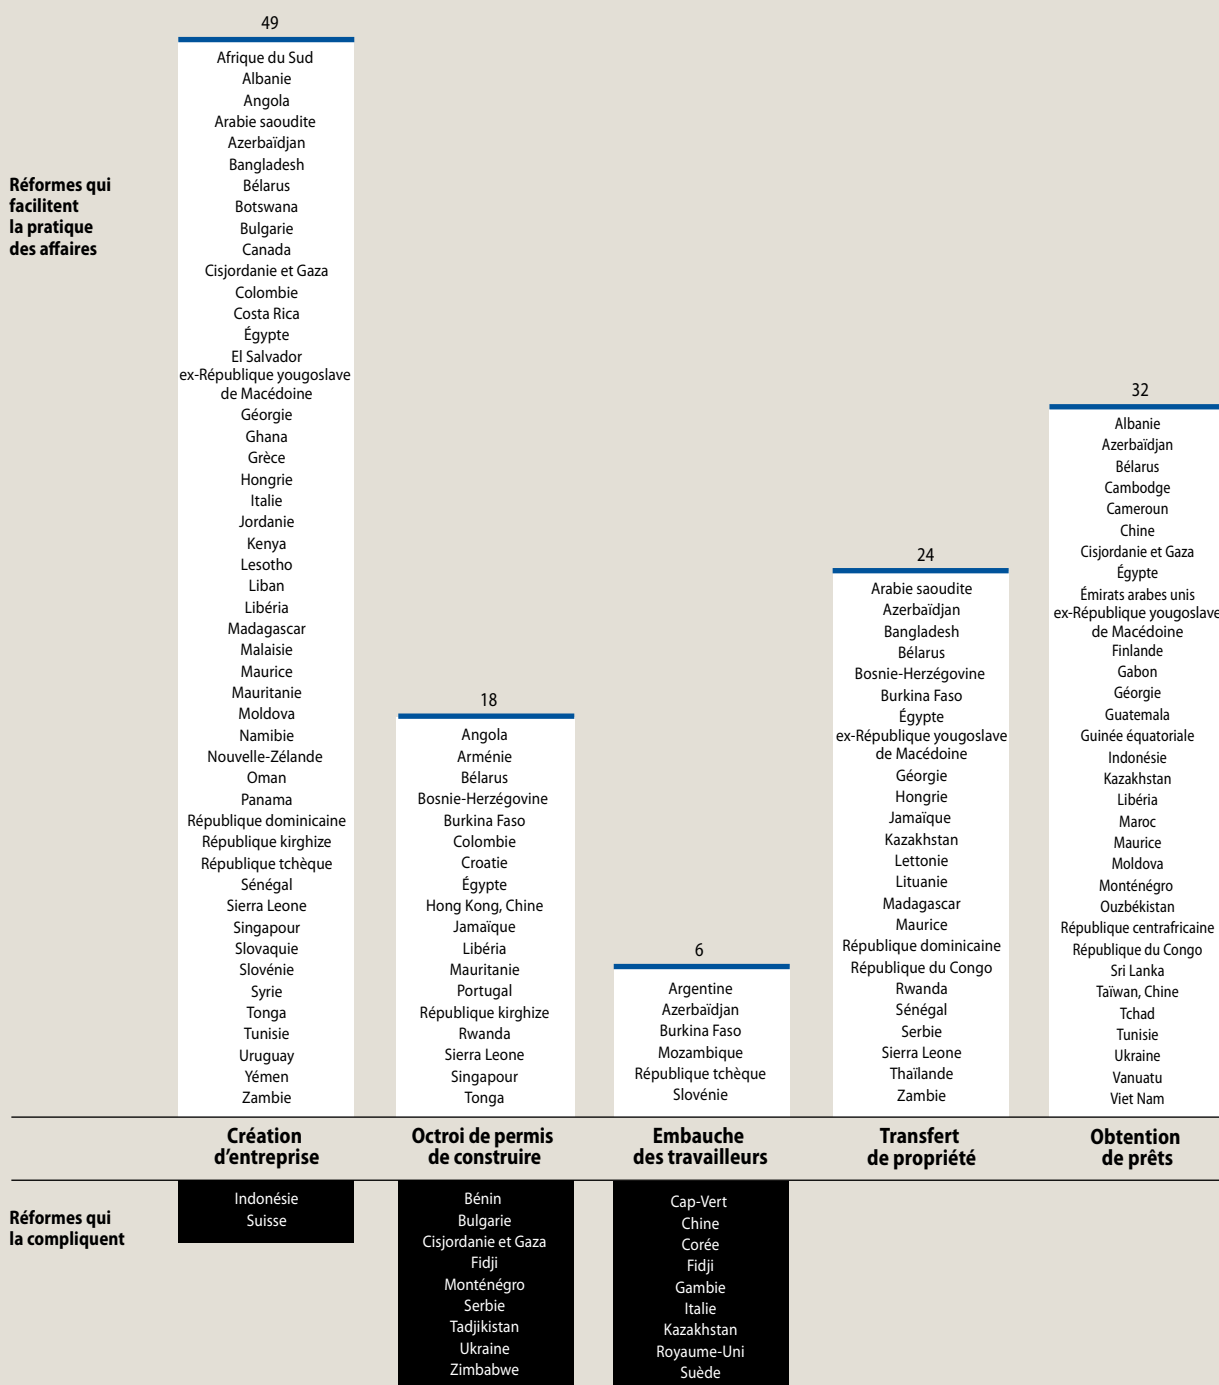 Réformes qui
facilitent
la pratique
des affaires
49
Afrique du Sud
Albanie
Angola
Arabie saoudite
Azerbaïdjan
Bangladesh
Bélarus
Botswana
Bulgarie
Canada
Cisjordanie et Gaza
Colombie
Costa Rica
Égypte
El Salvador
ex-République yougoslave
de Macédoine
Géorgie
Ghana
Grèce
Hongrie
Italie
Jordanie
Kenya
Lesotho
Liban
Libéria
Madagascar
Malaisie
Maurice
Mauritanie
Moldova
Namibie
Nouvelle-Zélande
Oman
Panama
République dominicaine
République kirghize
République tchèque
Sénégal
Sierra Leone
Singapour
Slovaquie
Slovénie
Syrie
Tonga
Tunisie
Uruguay
Yémen
Zambie
18
Angola
Arménie
Bélarus
Bosnie-Herzégovine
Burkina Faso
Colombie
Croatie
Égypte
Hong Kong, Chine
Jamaïque
Libéria
Mauritanie
Portugal
République kirghize
Rwanda
Sierra Leone
Singapour
Tonga
6
Argentine
Azerbaïdjan
Burkina Faso
Mozambique
République tchèque
Slovénie
24
Arabie saoudite
Azerbaïdjan
Bangladesh
Bélarus
Bosnie-Herzégovine
Burkina Faso
Égypte
ex-République yougoslave
de Macédoine
Géorgie
Hongrie
Jamaïque
Kazakhstan
Lettonie
Lituanie
Madagascar
Maurice
République dominicaine
République du Congo
Rwanda
Sénégal
Serbie
Sierra Leone
Thaïlande
Zambie
32
Albanie
Azerbaïdjan
Bélarus
Cambodge
Cameroun
Chine
Cisjordanie et Gaza
Égypte
Émirats arabes unis
ex-République yougoslave
de Macédoine
Finlande
Gabon
Géorgie
Guatemala
Guinée équatoriale
Indonésie
Kazakhstan
Libéria
Maroc
Maurice
Moldova
Monténégro
Ouzbékistan
République centrafricaine
République du Congo
Sri Lanka
Taïwan, Chine
Tchad
Tunisie
Ukraine
Vanuatu
Viet Nam
Création
d'entreprise
Octroi de permis
de construire
Embauche
des travailleurs
Transfert
de propriété
Obtention
de prêts
Réformes qui
la compliquent
Indonésie
Suisse
Bénin
Bulgarie
Cisjordanie et Gaza
Fidji
Monténégro
Serbie
Tadjikistan
Ukraine
Zimbabwe
Cap-Vert
Chine
Corée
Fidji
Gambie
Italie
Kazakhstan
Royaume-Uni
Suède